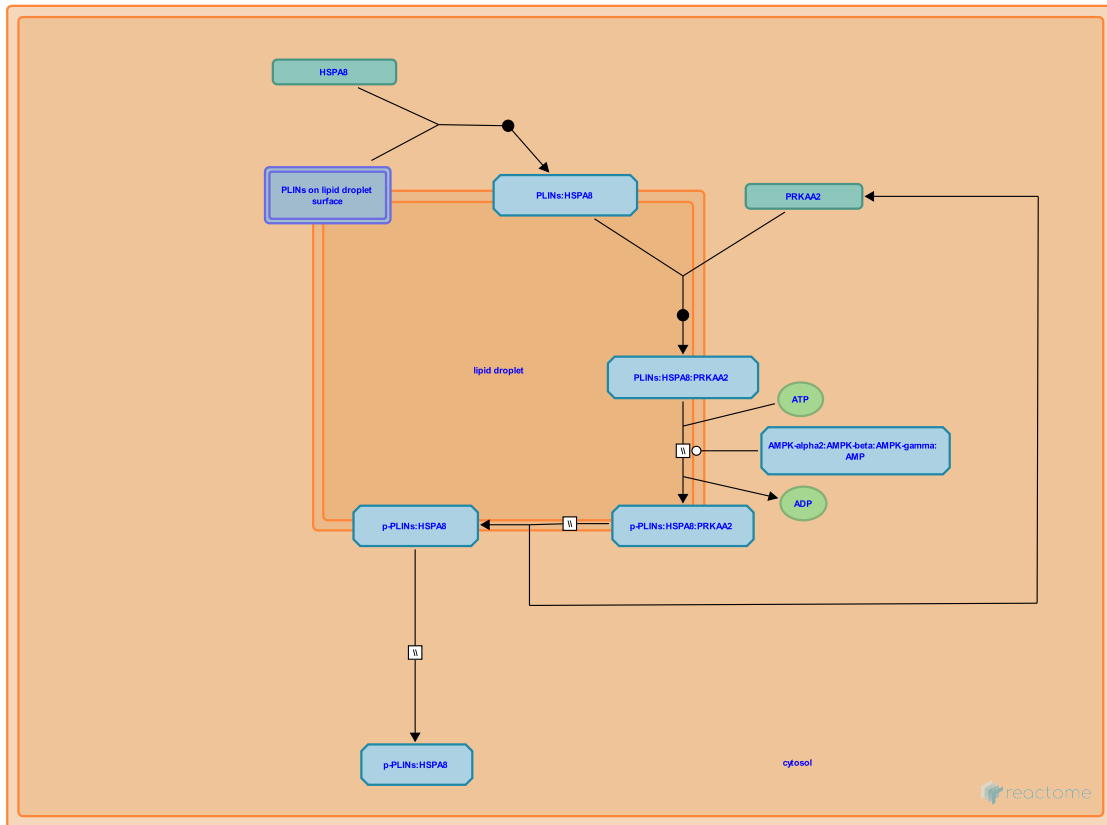 HSPA8
PLINs on lipid droplet
surface
PLINs:HSPA8
PRKAA2
lipid droplet
PLINs:HSPA8:PRKAA2
ATP
AMPK-alpha2:AMPK-beta:AMPK-gamma:
AMP
\\
ADP
p-PLINs:HSPA8
\\
p-PLINs:HSPA8:PRKAA2
\\
p-PLINs:HSPA8
cytosol
reactome